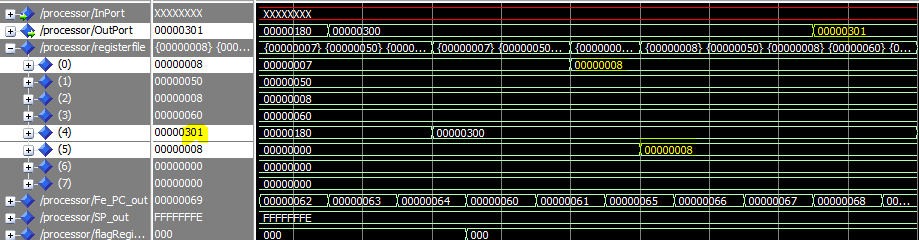 /processor/InPort XXXXXXXX XXXXXXXX
/processor/OutPort 00000301 00000180 00000300 00000301
/processor/registerfile {00000008} {000... {00000007} {00000050} {0000... {00000007} {00000050... {0000000... {00000008} {00000050} {00000008} {00000060} {0...
(0) 00000008 00000007 00000008
(1) 00000050 00000050
(2) 00000008 00000008
(3) 00000060 00000060
(4) 00000301 00000180 00000300
(5) 00000008 00000000 00000008
(6) 00000000 00000000
(7) 00000000 00000000
/processor/Fe_PC_out 00000069 00000062 00000063 00000064 00000060 00000061 00000065 00000066 00000067 00000068 00...
/processor/SP_out FFFFFFFE FFFFFFFE
/processor/flagRegi... 000 000 000